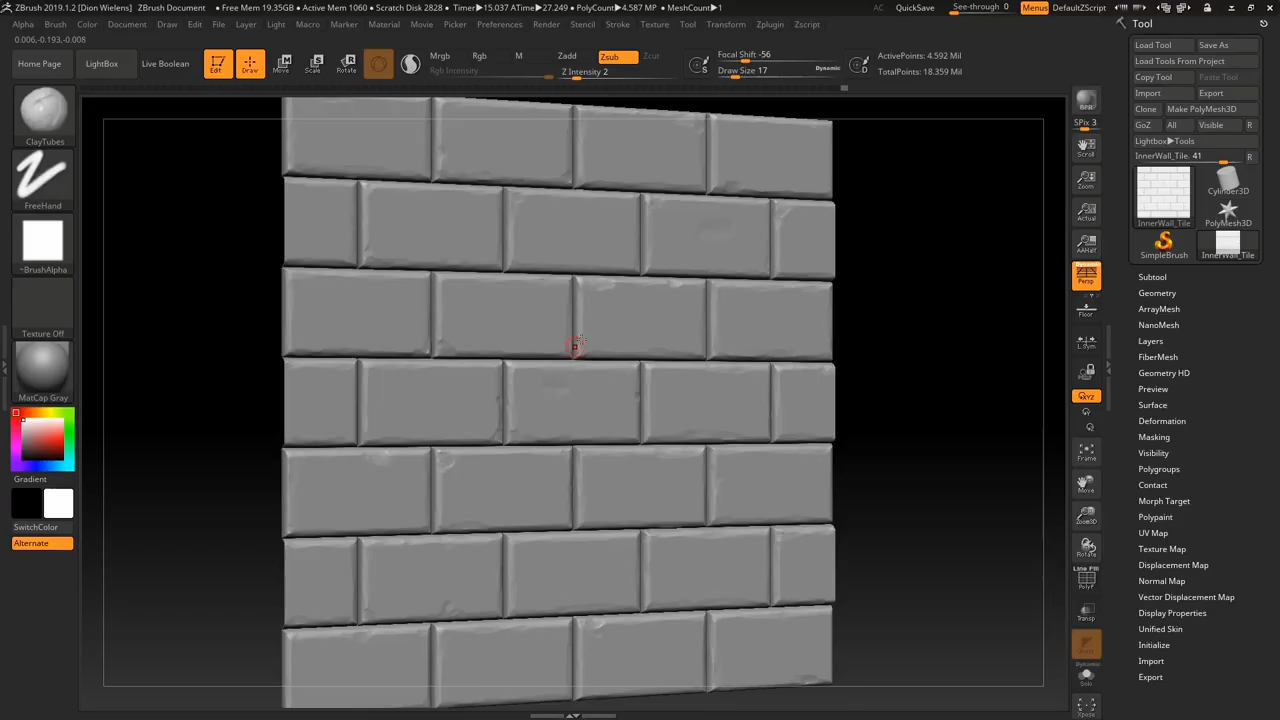 ZBrush 2019.1.2 [Dion Wielens]
ZBrush Document
• Free Mem 19.35GB • Active Mem 1060 • Scratch Disk 2828 • Timer▶15.037 ATime▶27.249 • PolyCount▶4.587 MP • MeshCount▶1
AC
QuickSave
See-through 0
Menus
DefaultZScript
Alpha
Brush
Color
Document
Draw
Edit
File
Layer
Light
Macro
Marker
Material
Movie
Picker
Preferences
Render
Stencil
Stroke
Texture
Tool
Transform
Zplugin
Zscript
Tool
0.006,-0.193,-0.008
Home Page
LightBox
Live Boolean
Edit
Draw
Move
Scale
Rotate
Mrgb
Rgb
M
Rgb Intensity
Zadd
Zsub
Zcut
Z Intensity 2
Focal Shift -56
Draw Size 17
Dynamic
S
D
ActivePoints: 4.592 Mil
TotalPoints: 18.359 Mil
Load Tool
Save As
Load Tools From Project
Copy Tool
Paste Tool
Import
Export
Clone
Make PolyMesh3D
GoZ
All
Visible
R
Lightbox▶Tools
InnerWall_Tile. 41
R
InnerWall_Tile
Cylinder3D
PolyMesh3D
SimpleBrush
InnerWall_Tile
Subtool
Geometry
ArrayMesh
NanoMesh
Layers
FiberMesh
Geometry HD
Preview
Surface
Deformation
Masking
Visibility
Polygroups
Contact
Morph Target
Polypaint
UV Map
Texture Map
Displacement Map
Normal Map
Vector Displacement Map
Display Properties
Unified Skin
Initialize
Import
Export
ClayTubes
FreeHand
~BrushAlpha
Texture Off
MatCap Gray
Gradient
SwitchColor
Alternate
BPR
SPix 3
Scroll
Zoom
Actual
AAHalf
Dynamic
Persp
Floor
L.Sym
XYZ
Frame
Move
Zoom3D
Rotate
Line Fill
PolyF
Transp
Ghost
Dynamic
Solo
Xpose